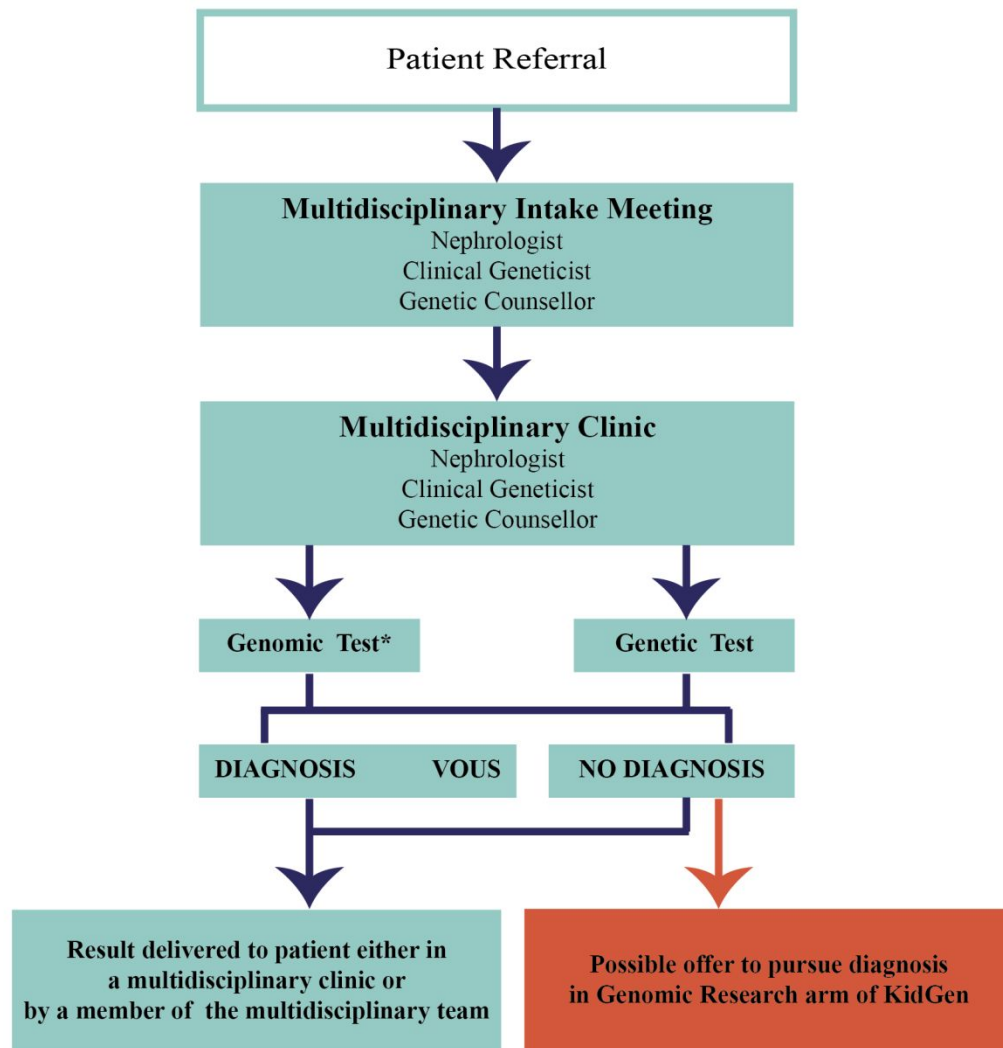 Patient Referral
Multidisciplinary Intake Meeting
Nephrologist
Clinical Geneticist
Genetic Counsellor
Multidisciplinary Clinic
Nephrologist
Clinical Geneticist
Genetic Counsellor
Genomic Test*
Genetic Test
DIAGNOSIS VOUS
NO DIAGNOSIS
Result delivered to patient either in
a multidisciplinary clinic or
by a member of the multidisciplinary team
Possible offer to pursue diagnosis
in Genomic Research arm of KidGen